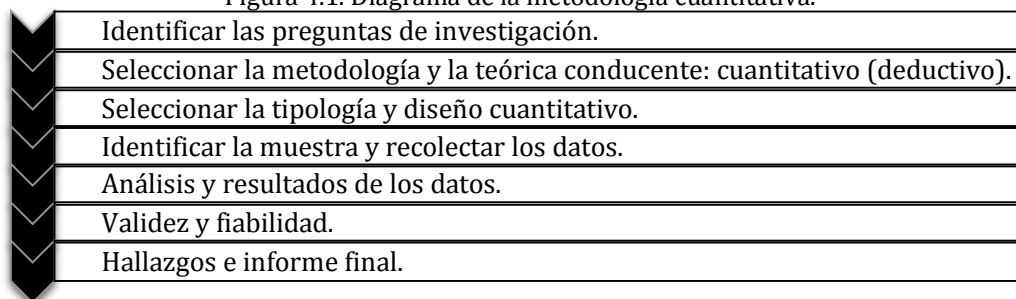 Figura 4.1. Diagrama de la metodología cuantitativa.
Identificar las preguntas de investigación.
Seleccionar la metodología y la teórica conducente: cuantitativo (deductivo).
Seleccionar la tipología y diseño cuantitativo.
Identificar la muestra y recolectar los datos.
Análisis y resultados de los datos.
Validez y fiabilidad.
Hallazgos e informe final.